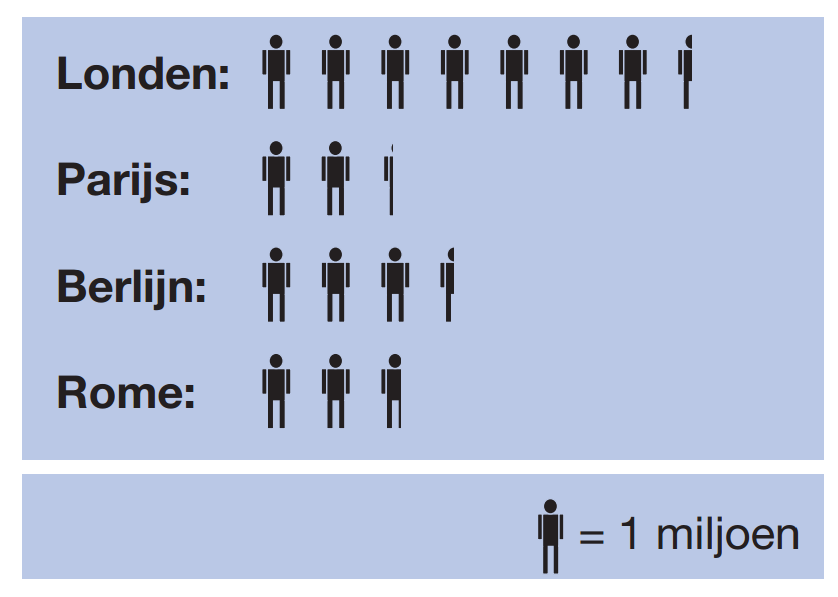 Londen:
Parijs:
Berlijn:
Rome:
= 1 miljoen